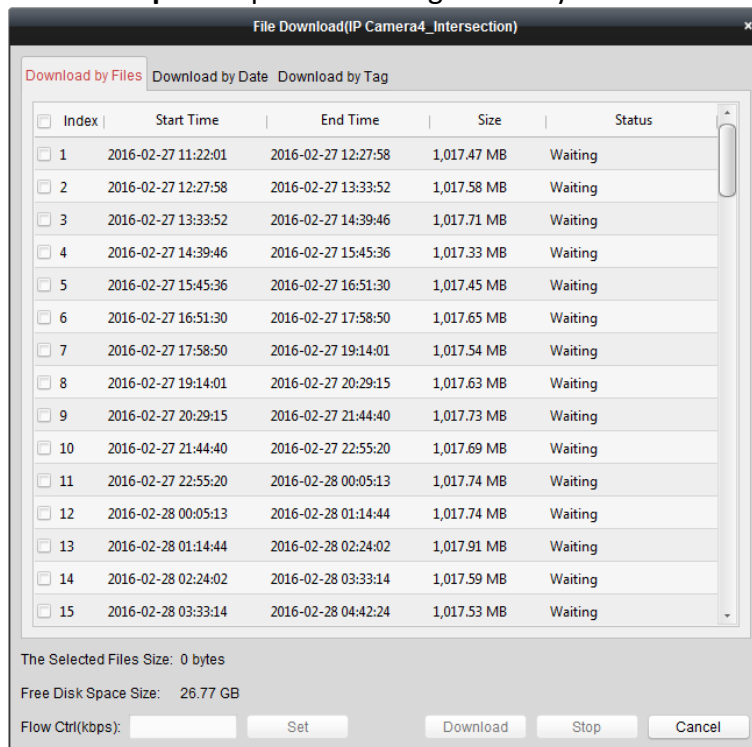 File Download(IP Camera4_Intersection) ×
Download by Files Download by Date Download by Tag
Index Start Time End Time Size Status
1 2016-02-27 11:22:01 2016-02-27 12:27:58 1,017.47 MB Waiting
2 2016-02-27 12:27:58 2016-02-27 13:33:52 1,017.58 MB Waiting
3 2016-02-27 13:33:52 2016-02-27 14:39:46 1,017.71 MB Waiting
4 2016-02-27 14:39:46 2016-02-27 15:45:36 1,017.33 MB Waiting
5 2016-02-27 15:45:36 2016-02-27 16:51:30 1,017.45 MB Waiting
6 2016-02-27 16:51:30 2016-02-27 17:58:50 1,017.65 MB Waiting
7 2016-02-27 17:58:50 2016-02-27 19:14:01 1,017.54 MB Waiting
8 2016-02-27 19:14:01 2016-02-27 20:29:15 1,017.63 MB Waiting
9 2016-02-27 20:29:15 2016-02-27 21:44:40 1,017.73 MB Waiting
10 2016-02-27 21:44:40 2016-02-27 22:55:20 1,017.69 MB Waiting
11 2016-02-27 22:55:20 2016-02-28 00:05:13 1,017.74 MB Waiting
12 2016-02-28 00:05:13 2016-02-28 01:14:44 1,017.74 MB Waiting
13 2016-02-28 01:14:44 2016-02-28 02:24:02 1,017.91 MB Waiting
14 2016-02-28 02:24:02 2016-02-28 03:33:14 1,017.59 MB Waiting
15 2016-02-28 03:33:14 2016-02-28 04:42:24 1,017.53 MB Waiting
The Selected Files Size: 0 bytes
Free Disk Space Size: 26.77 GB
Flow Ctrl(kbps): Set Download Stop Cancel